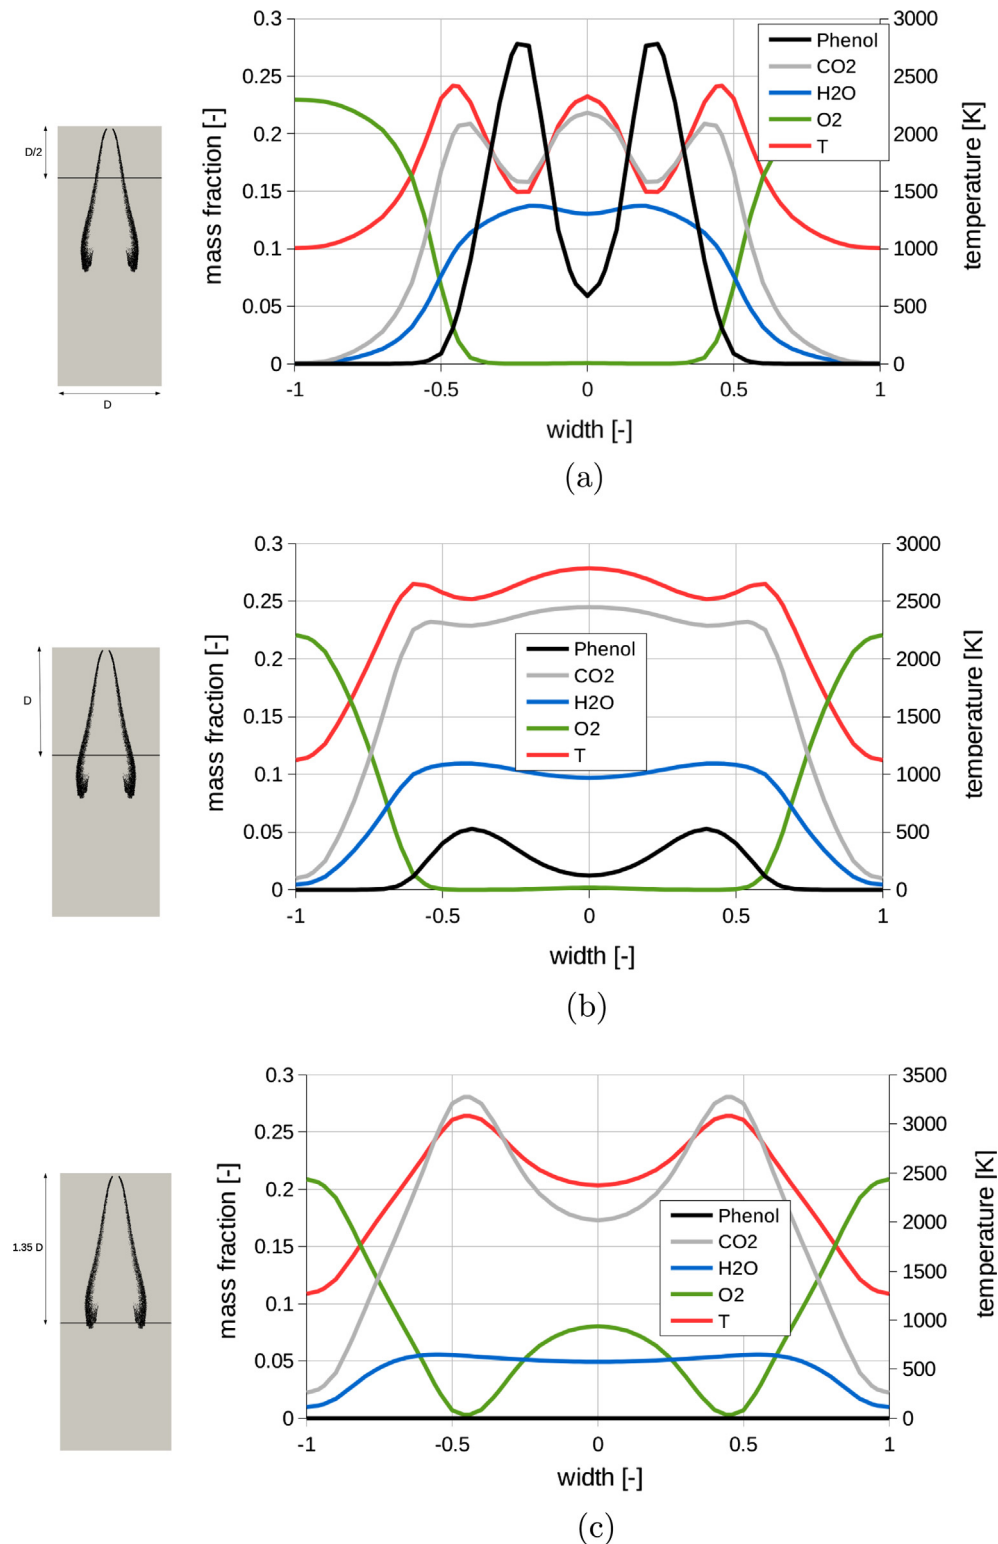 0.3
0.25
0.2
0.15
0.1
0.05
0
mass fraction [-]
3000
2500
2000
1500
1000
500
0
temperature [K]
Phenol
CO2
H2O
O2
T
-1
-0.5
0
0.5
1
width [-]
D/2
D
(a)
0.3
0.25
0.2
0.15
0.1
0.05
0
mass fraction [-]
3000
2500
2000
1500
1000
500
0
temperature [K]
Phenol
CO2
H2O
O2
T
-1
-0.5
0
0.5
1
width [-]
D
(b)
0.3
0.25
0.2
0.15
0.1
0.05
0
mass fraction [-]
3500
3000
2500
2000
1500
1000
500
0
temperature [K]
Phenol
CO2
H2O
O2
T
-1
-0.5
0
0.5
1
width [-]
1.35 D
(c)